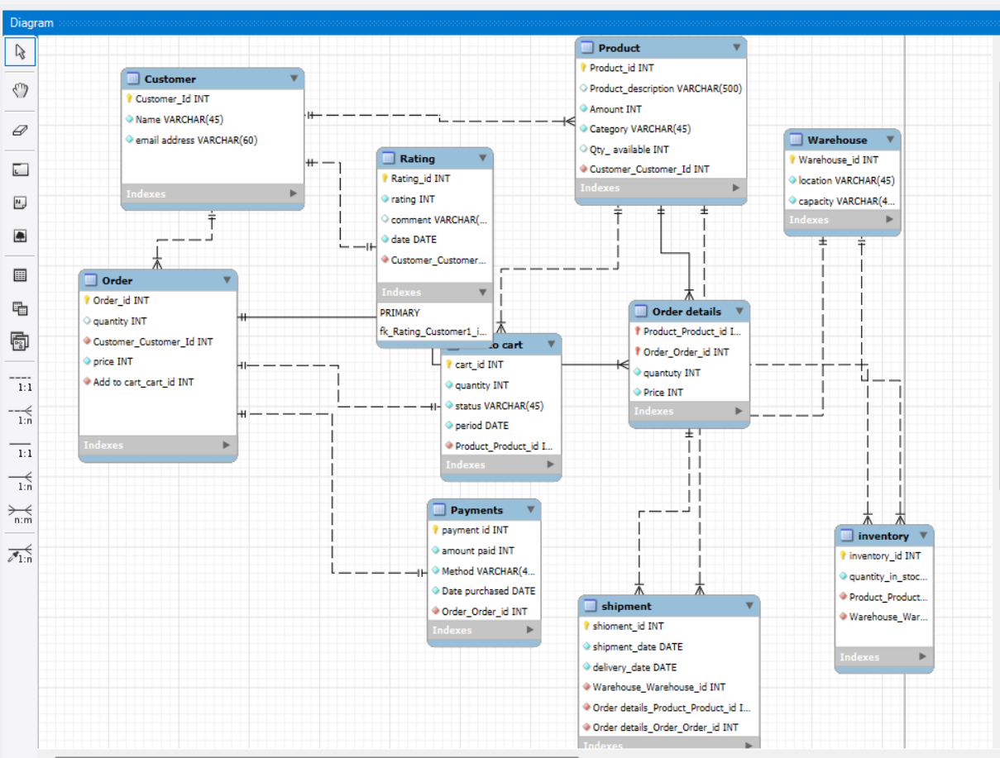 Diagram
Customer
Customer_Id INT
Name VARCHAR(45)
email address VARCHAR(60)
Indexes
Product
Product_id INT
Product_description VARCHAR(500)
Amount INT
Category VARCHAR(45)
Qty_ available INT
Customer_Customer_Id INT
Indexes
Warehouse
Warehouse_id INT
location VARCHAR(45)
capacity VARCHAR(4...
Indexes
Rating
Rating_id INT
rating INT
comment VARCHAR(...
date DATE
Customer_Customer...
Indexes
PRIMARY
fk_Rating_Customer1_i...
Order
Order_id INT
quantity INT
Customer_Customer_Id INT
price INT
Add to cart_cart_id INT
Indexes
to cart
cart_id INT
quantity INT
status VARCHAR(45)
period DATE
Product_Product_id I...
Indexes
Order details
Product_Product_id I...
Order_Order_id INT
quantuty INT
Price INT
Indexes
Payments
payment id INT
amount paid INT
Method VARCHAR(4...
Date purchased DATE
Order_Order_id INT
Indexes
shipment
shioment_id INT
shipment_date DATE
delivery_date DATE
Warehouse_Warehouse_id INT
Order details_Product_Product_id I...
Order details_Order_Order_id INT
Indexes
inventory
inventory_id INT
quantity_in_stoc...
Product_Product...
Warehouse_War...
Indexes
1:1
1:n
1:1
1:n
n:m
1:n